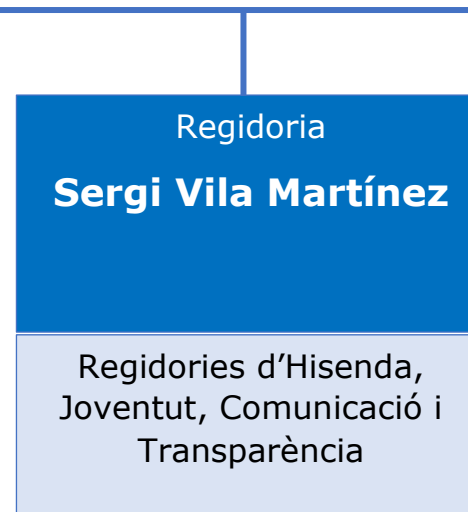 Regidoria
Sergi Vila Martínez
Regidories d’Hisenda,
Joventut, Comunicació i
Transparència